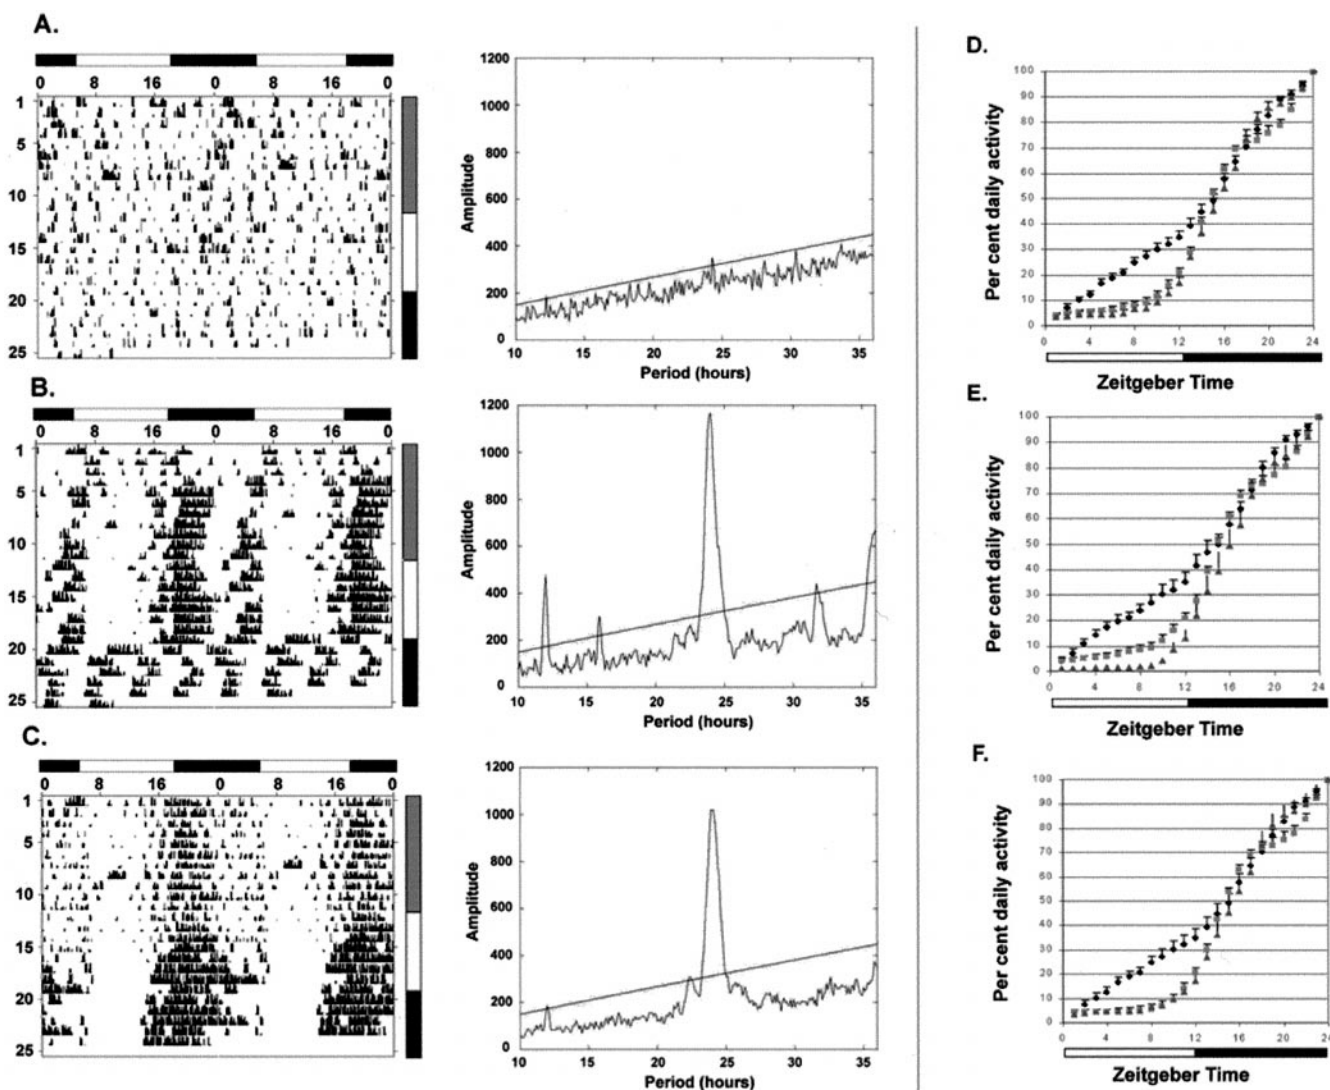 A.
0 8 16 0 8 16 0
1
5
10
15
20
25
1200
1000
800
600
400
200
0
Amplitude
10 15 20 25 30 35
Period (hours)
B.
0 8 16 0 8 16 0
1
5
10
15
20
25
1200
1000
800
600
400
200
0
Amplitude
10 15 20 25 30 35
Period (hours)
C.
0 8 16 0 8 16 0
1
5
10
15
20
25
1200
1000
800
600
400
200
0
Amplitude
10 15 20 25 30 35
Period (hours)
D.
100
90
80
70
60
50
40
30
20
10
0
Per cent daily activity
0 4 8 12 16 20 24
Zeitgeber Time
E.
100
90
80
70
60
50
40
30
20
10
0
Per cent daily activity
0 4 8 12 16 20 24
Zeitgeber Time
F.
100
90
80
70
60
50
40
30
20
10
0
Per cent daily activity
0 4 8 12 16 20 24
Zeitgeber Time